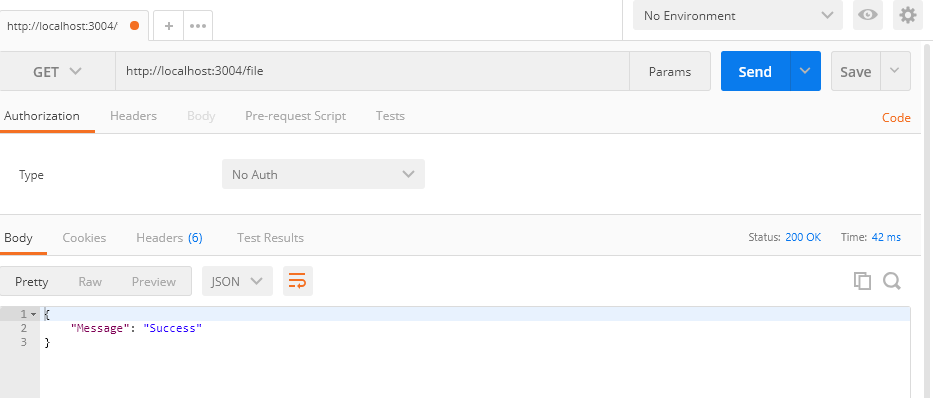 http://localhost:3004/ + ••• No Environment
GET http://localhost:3004/file Params Send Save
Authorization Headers Body Pre-request Script Tests Code
Type No Auth
Body Cookies Headers (6) Test Results Status: 200 OK Time: 42 ms
Pretty Raw Preview JSON
1 {
2 "Message": "Success"
3 }